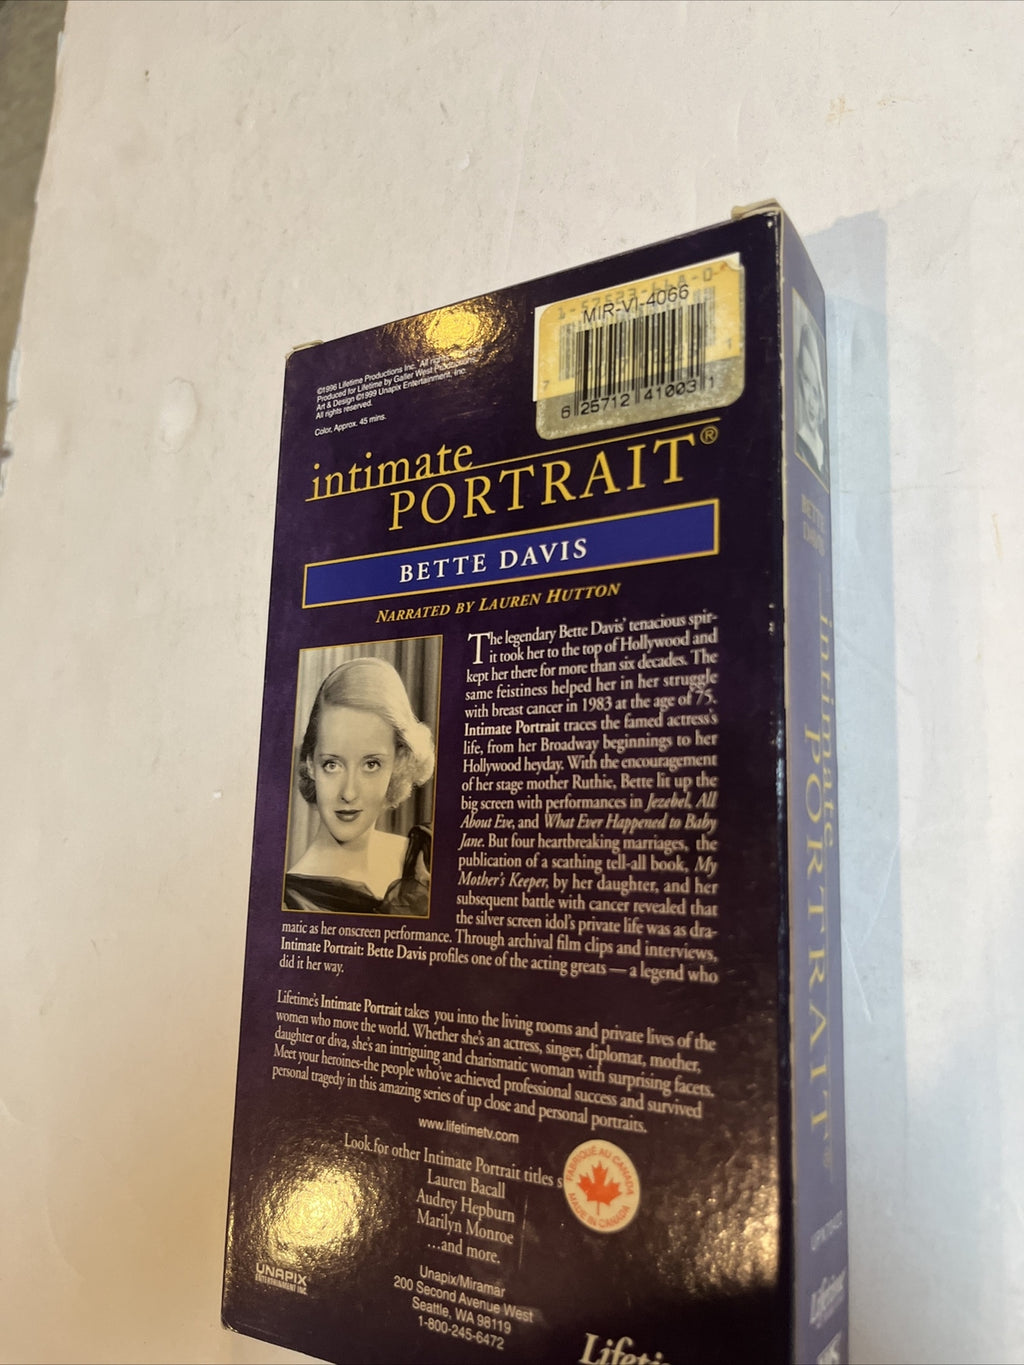 ©1996 Lifetime Productions Inc. All
Produced for Lifetime by Galler West Productions
Art & Design ©1999 Unapix Entertainment, Inc.
All rights reserved.
Color, Approx. 45 mins.
MIR-VI-4066
6 25712 41003 1
intimate
PORTRAIT®
BETTE DAVIS
NARRATED BY LAUREN HUTTON
The legendary Bette Davis' tenacious spir-
it took her to the top of Hollywood and
kept her there for more than six decades. The
same feistiness helped her in her struggle
with breast cancer in 1983 at the age of 75.
Intimate Portrait traces the famed actress's
life, from her Broadway beginnings to her
Hollywood heyday. With the encouragement
of her stage mother Ruthie, Bette lit up the
big screen with performances in Jezebel, All
About Eve, and What Ever Happened to Baby
Jane. But four heartbreaking marriages, the
publication of a scathing tell-all book, My
Mother's Keeper, by her daughter, and her
subsequent battle with cancer revealed that
the silver screen idol's private life was as dra-
matic as her onscreen performance. Through archival film clips and interviews,
Intimate Portrait: Bette Davis profiles one of the acting greats — a legend who
did it her way.
Lifetime's Intimate Portrait takes you into the living rooms and private lives of the
women who move the world. Whether she's an actress, singer, diplomat, mother,
daughter or diva, she's an intriguing and charismatic woman with surprising facets.
Meet your heroines-the people who've achieved professional success and survived
personal tragedy in this amazing series of up close and personal portraits.
www.lifetimetv.com
Look for other Intimate Portrait titles s
Lauren Bacall
Audrey Hepburn
Marilyn Monroe
...and more.
FABRIQUÉ AU CANADA
MADE IN CANADA
UNAPIX
ENTERTAINMENT INC.
Unapix/Miramar
200 Second Avenue West
Seattle, WA 98119
1-800-245-6472
Lifeti
BETTE
DAVIS
intimate
PORTRAIT®
Lifetime
VHS